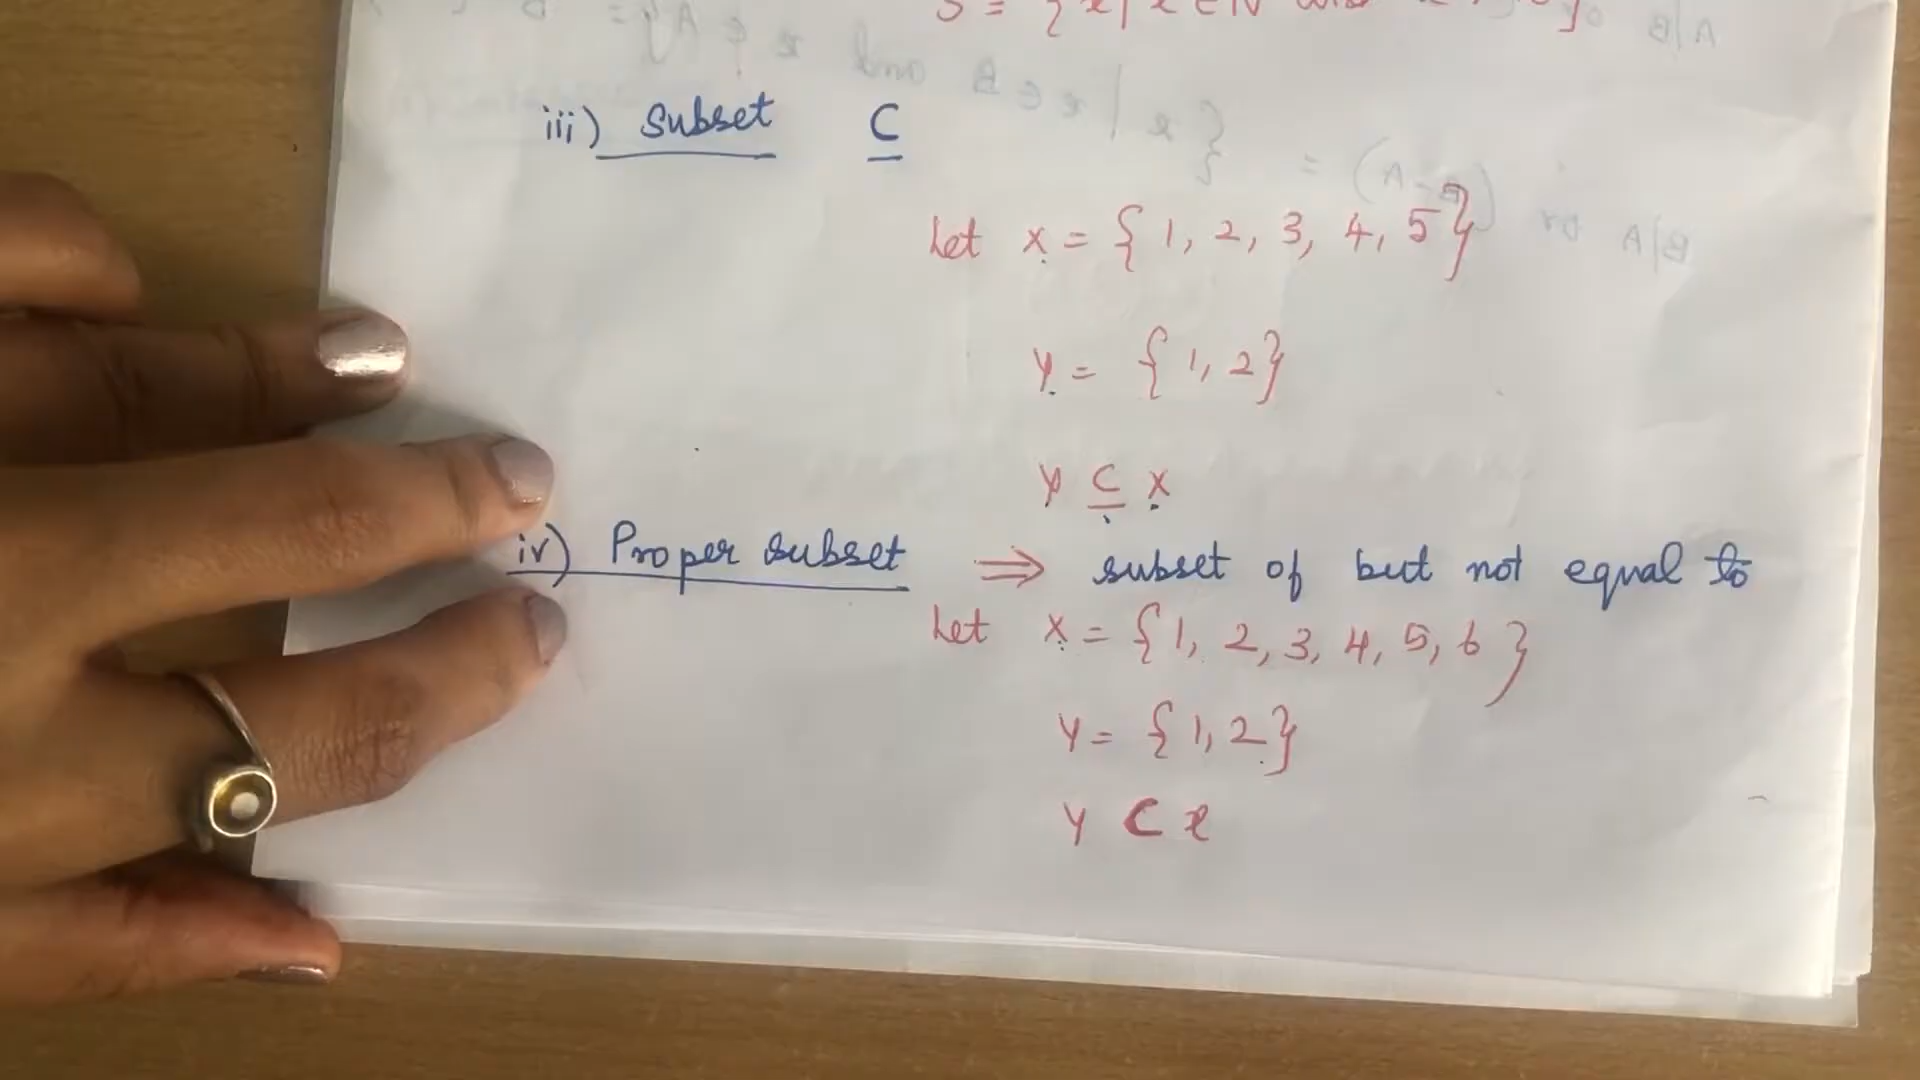 iii) Subset ⊆
Let X = { 1, 2, 3, 4, 5}
Y = { 1, 2}
Y ⊆ X
iv) Proper subset ⇒ subset of but not equal to
Let X = {1, 2, 3, 4, 5, 6 }
Y = {1, 2}
Y ⊂ x